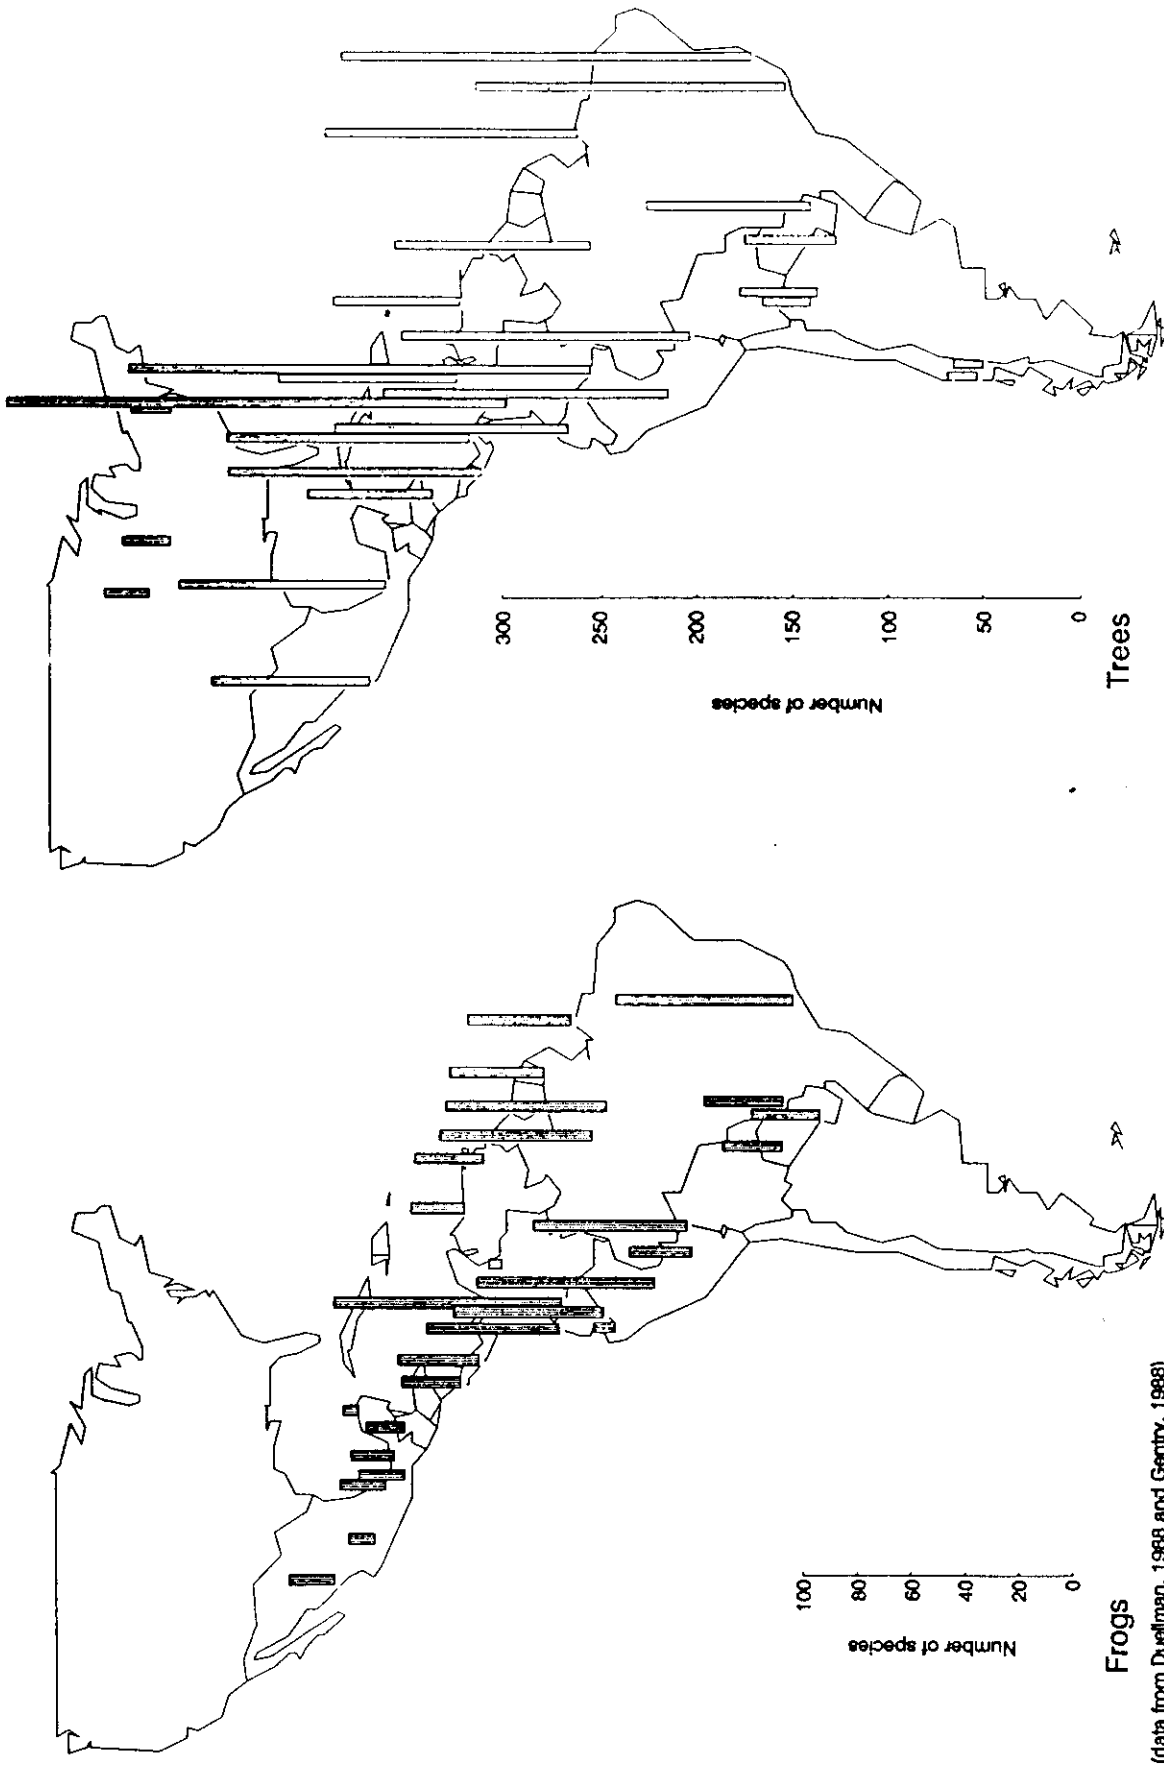 300
250
200
150
100
50
0
Number of species
Trees
100
80
60
40
20
0
Number of species
Frogs
(data from Duellman, 1988 and Gentry, 1988)